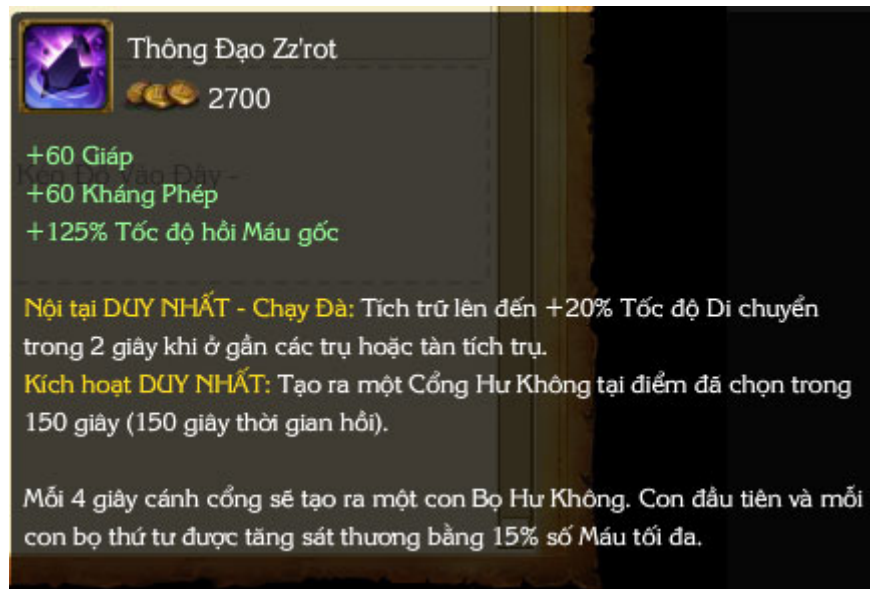 Thông Đạo Zz'rot
2700
+60 Giáp
Kéo Đồ Vào Đây -
+60 Kháng Phép
+125% Tốc độ hồi Máu gốc
Nội tại DUY NHẤT - Chạy Đà: Tích trữ lên đến +20% Tốc độ Di chuyển
trong 2 giây khi ở gần các trụ hoặc tàn tích trụ.
Kích hoạt DUY NHẤT: Tạo ra một Cổng Hư Không tại điểm đã chọn trong
150 giây (150 giây thời gian hồi).
Mỗi 4 giây cánh cổng sẽ tạo ra một con Bọ Hư Không. Con đầu tiên và mỗi
con bọ thứ tư được tăng sát thương bằng 15% số Máu tối đa.